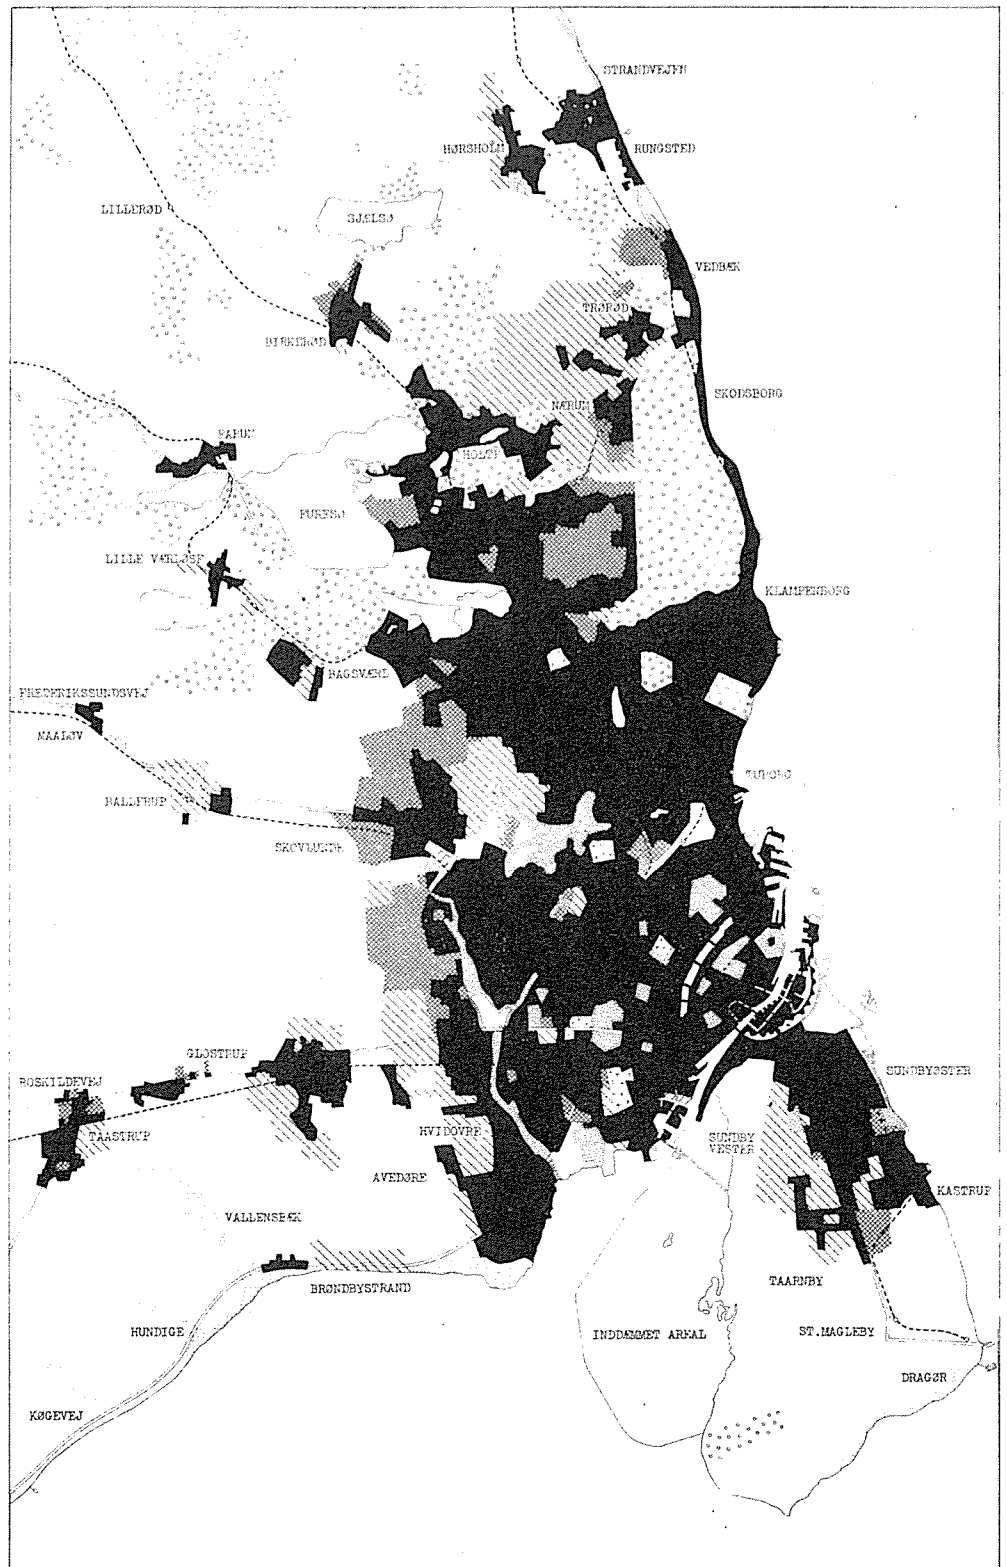 STRANDVEJEN
HØRSHOLM
RUNGSTED
LILLERØD
SJÆLSØ
VEDBÆK
TRØRØD
BIRKERØD
SKODSBORG
NÆRUM
FARUM
HOLTE
FURESØ
LILLE VÆRLØSE
KLAMPENBORG
BAGSVÆRD
FREDERIKSSUNDSVEJ
MAALØV
TUBORG
BALLERUP
SKOVLUNDE
GLOSTRUP
ROSKILDEVEJ
SUNDBYØSTER
TAASTRUP
HVIDOVRE
SUNDBY
VESTER
AVEDØRE
KASTRUP
VALLENSBÆK
TAARNBY
BRØNDBYSTRAND
HUNDIGE
INDDÆMMET AREAL
ST.MAGLEBY
DRAGØR
KØGEVEJ